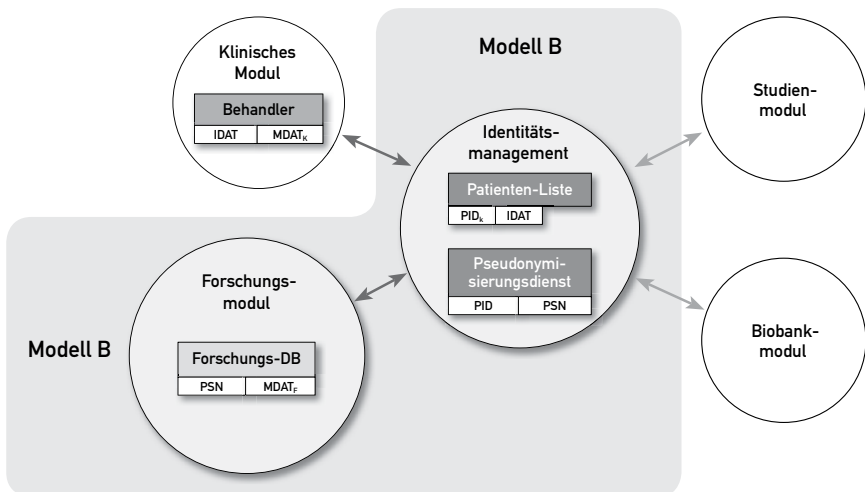 Modell B
Klinisches
Modul
Behandler
IDAT MDATK
Studien-
modul
Identitäts-
management
Patienten-Liste
PIDk IDAT
Pseudonymi-
sierungsdienst
PID PSN
Forschungs-
modul
Modell B
Forschungs-DB
PSN MDATF
Biobank-
modul